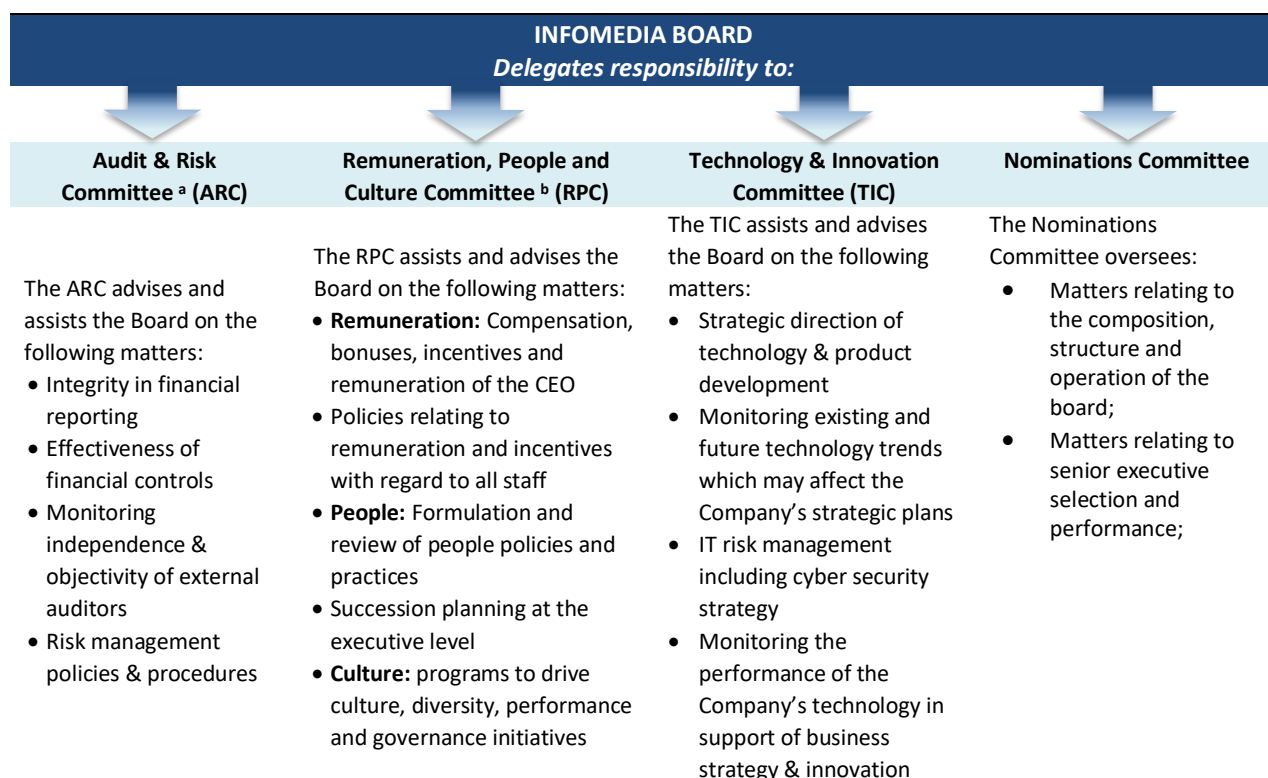 INFOMEDIA BOARD
Delegates responsibility to:
Audit & Risk
Committee ᵃ (ARC)
The ARC advises and
assists the Board on the
following matters:
• Integrity in financial
reporting
• Effectiveness of
financial controls
• Monitoring
independence &
objectivity of external
auditors
• Risk management
policies & procedures
Remuneration, People and
Culture Committee ᵇ (RPC)
The RPC assists and advises the
Board on the following matters:
• Remuneration: Compensation,
bonuses, incentives and
remuneration of the CEO
• Policies relating to
remuneration and incentives
with regard to all staff
• People: Formulation and
review of people policies and
practices
• Succession planning at the
executive level
• Culture: programs to drive
culture, diversity, performance
and governance initiatives
Technology & Innovation
Committee (TIC)
The TIC assists and advises
the Board on the following
matters:
• Strategic direction of
technology & product
development
• Monitoring existing and
future technology trends
which may affect the
Company’s strategic plans
• IT risk management
including cyber security
strategy
• Monitoring the
performance of the
Company’s technology in
support of business
strategy & innovation
Nominations Committee
The Nominations
Committee oversees:
• Matters relating to
the composition,
structure and
operation of the
board;
• Matters relating to
senior executive
selection and
performance;